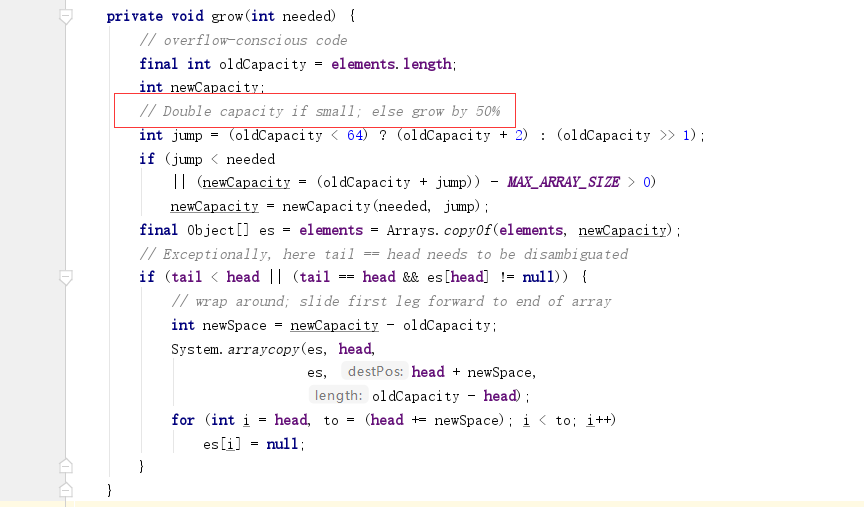 private void grow(int needed) {
// overflow-conscious code
final int oldCapacity = elements.length;
int newCapacity;
// Double capacity if small; else grow by 50%
int jump = (oldCapacity < 64) ? (oldCapacity + 2) : (oldCapacity >> 1);
if (jump < needed
|| (newCapacity = (oldCapacity + jump)) - MAX_ARRAY_SIZE > 0)
newCapacity = newCapacity(needed, jump);
final Object[] es = elements = Arrays.copyOf(elements, newCapacity);
// Exceptionally, here tail == head needs to be disambiguated
if (tail < head || (tail == head && es[head] != null)) {
// wrap around; slide first leg forward to end of array
int newSpace = newCapacity - oldCapacity;
System.arraycopy(es, head,
es, destPos: head + newSpace,
length: oldCapacity - head);
for (int i = head, to = (head += newSpace); i < to; i++)
es[i] = null;
}
}